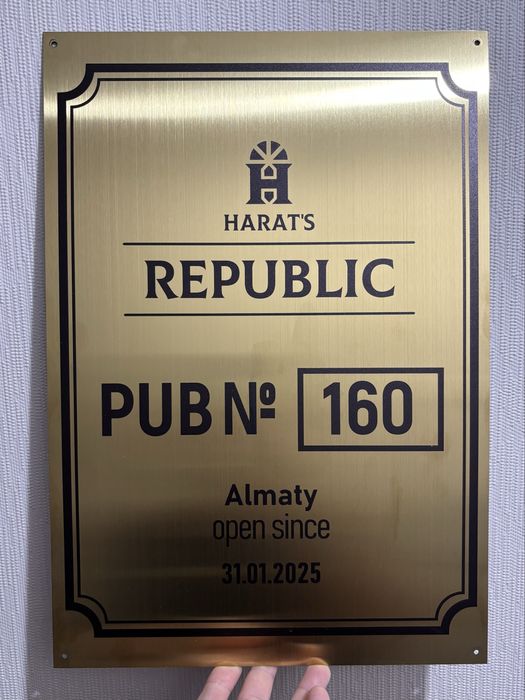 HARAT'S
REPUBLIC
PUB № 160
Almaty
open since
31.01.2025